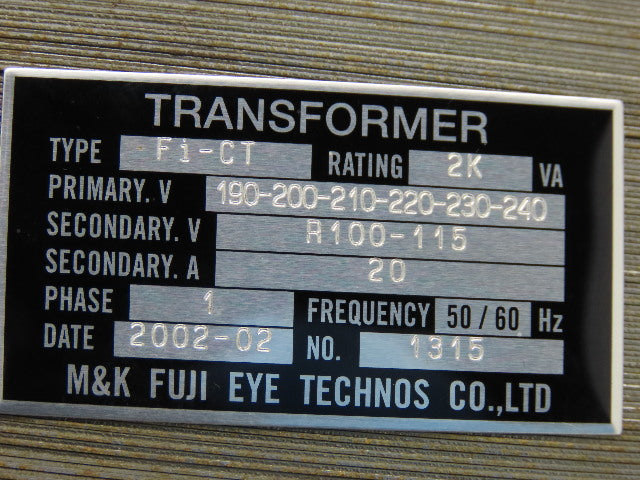 TRANSFORMER
TYPE Fi-CT RATING 2K VA
PRIMARY. V 190-200-210-220-230-240
SECONDARY. V R100-115
SECONDARY. A 20
PHASE 1 FREQUENCY 50 / 60 Hz
DATE 2002-02 NO. 1315
M&K FUJI EYE TECHNOS CO.,LTD